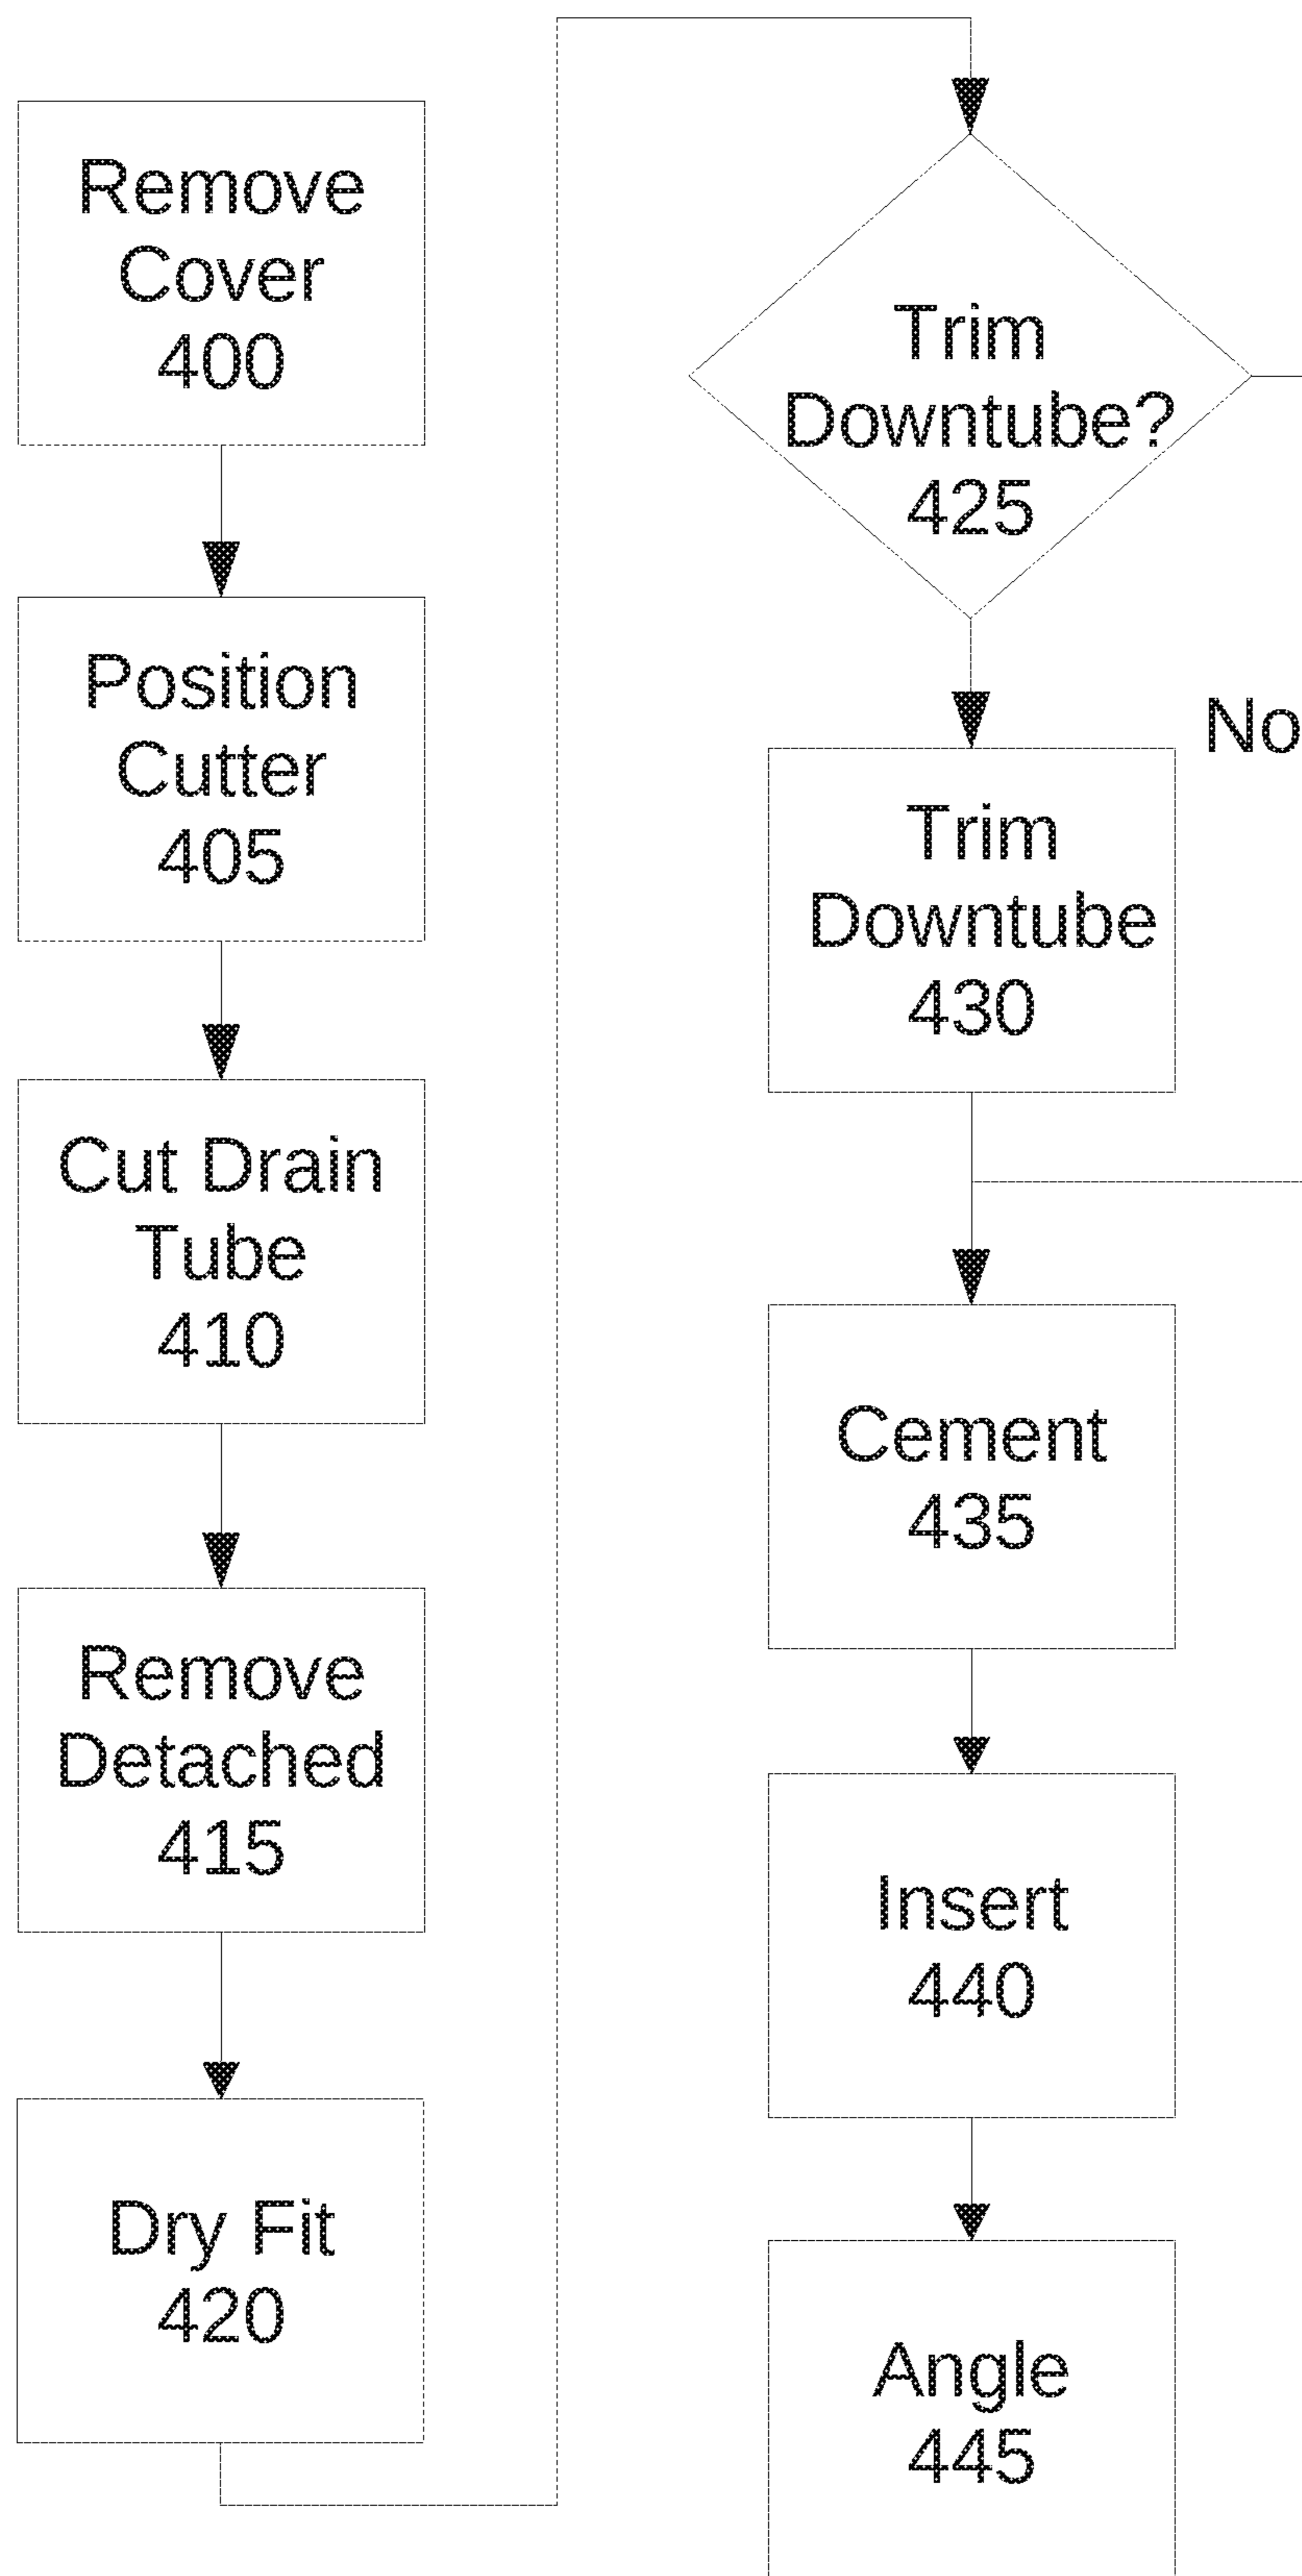 Remove
Cover
400
Position
Cutter
405
Cut Drain
Tube
410
Remove
Detached
415
Dry Fit
420
Trim
Downtube?
425
No
Trim
Downtube
430
Cement
435
Insert
440
Angle
445